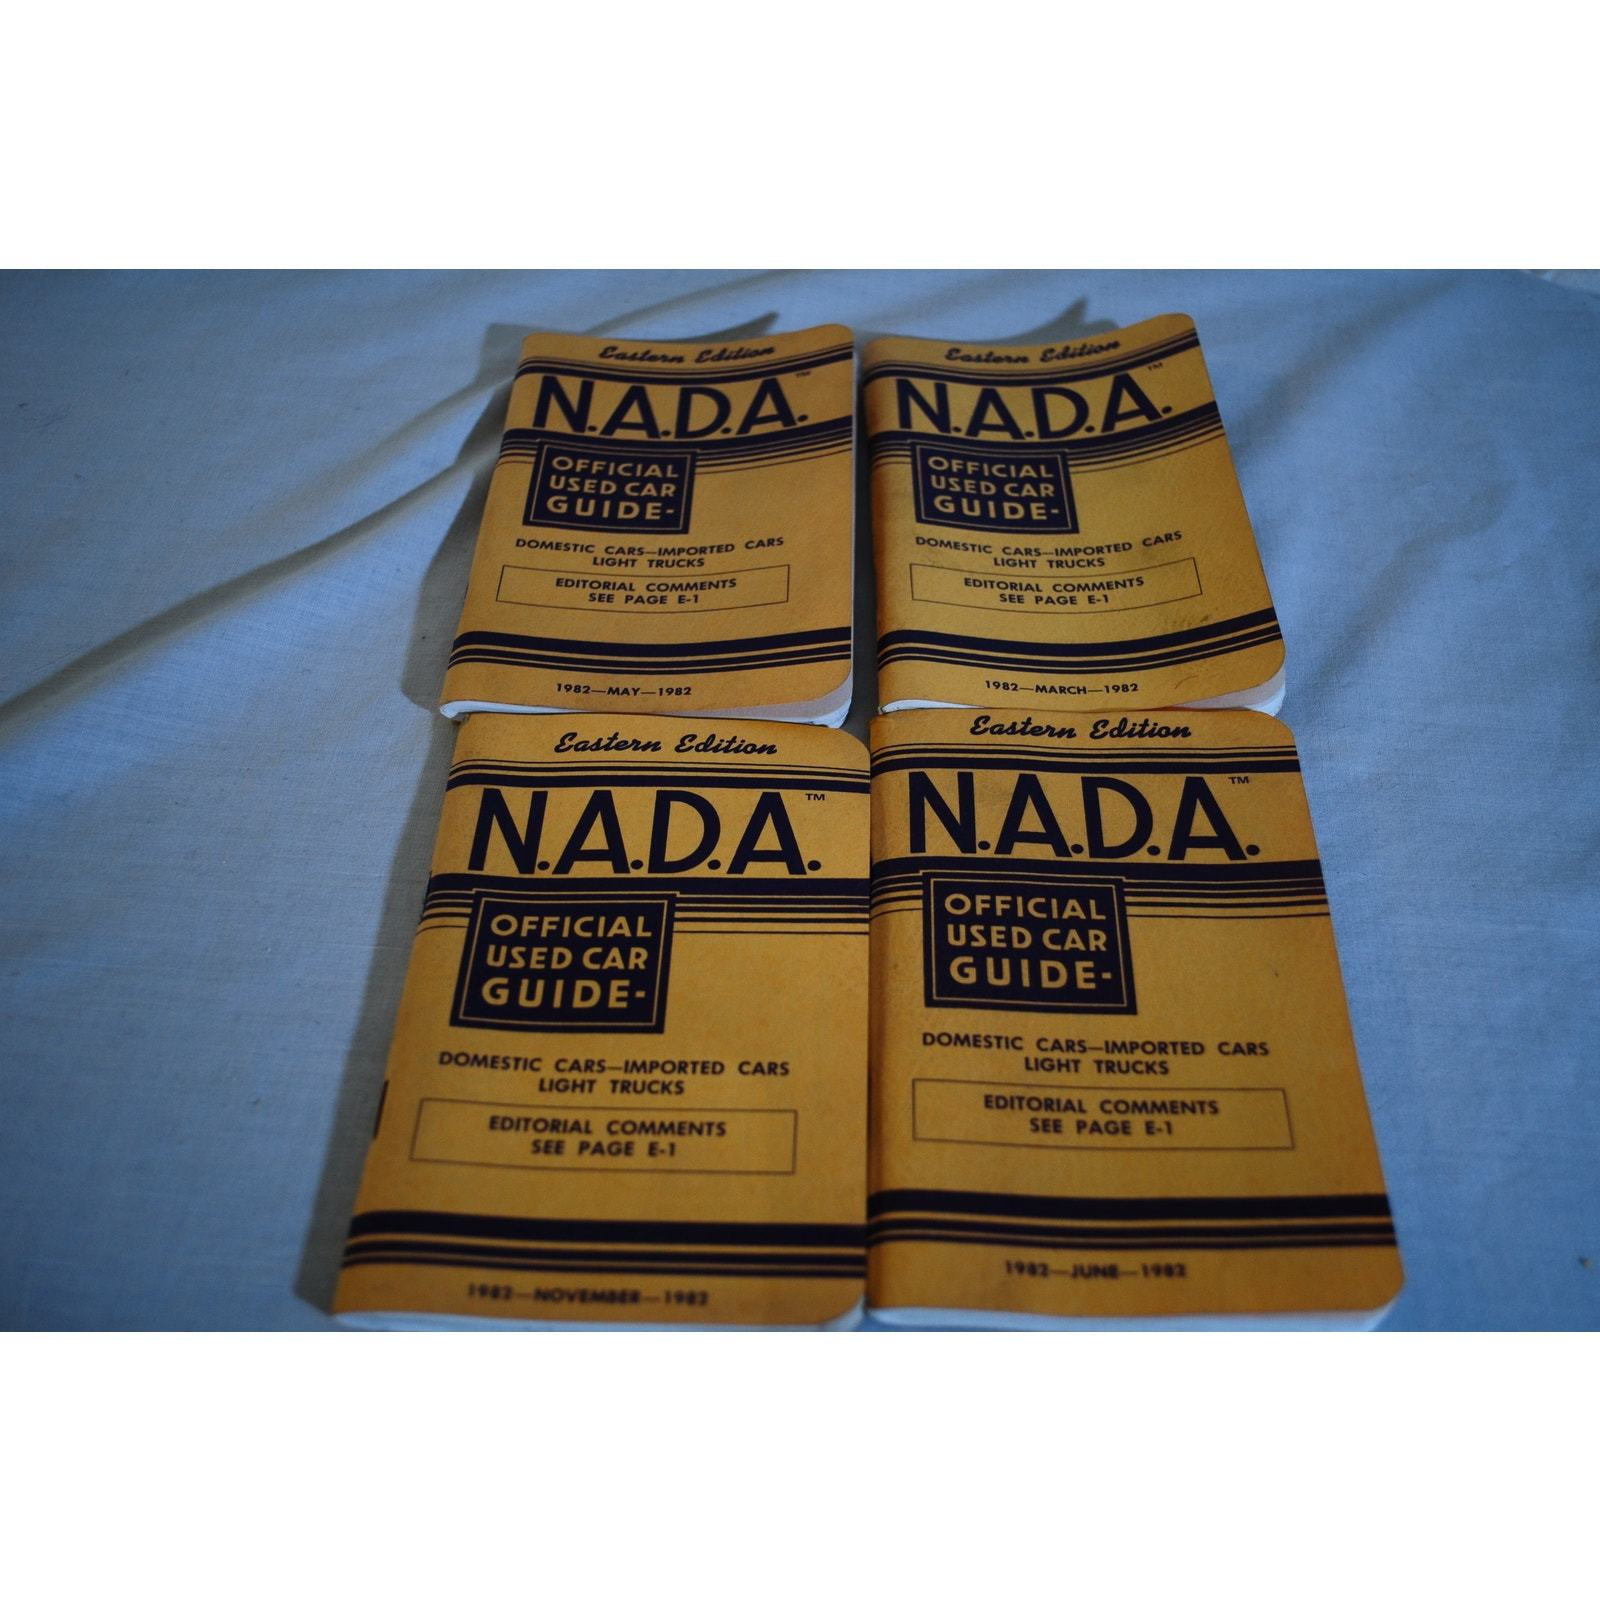 Eastern Edition
N.A.D.A.™
OFFICIAL
USED CAR
GUIDE-
DOMESTIC CARS—IMPORTED CARS
LIGHT TRUCKS
EDITORIAL COMMENTS
SEE PAGE E-1
1982—MAY—1982
Eastern Edition
N.A.D.A.™
OFFICIAL
USED CAR
GUIDE-
DOMESTIC CARS—IMPORTED CARS
LIGHT TRUCKS
EDITORIAL COMMENTS
SEE PAGE E-1
1982—MARCH—1982
Eastern Edition
N.A.D.A.™
OFFICIAL
USED CAR
GUIDE-
DOMESTIC CARS—IMPORTED CARS
LIGHT TRUCKS
EDITORIAL COMMENTS
SEE PAGE E-1
1982—NOVEMBER—1982
Eastern Edition
N.A.D.A.™
OFFICIAL
USED CAR
GUIDE-
DOMESTIC CARS—IMPORTED CARS
LIGHT TRUCKS
EDITORIAL COMMENTS
SEE PAGE E-1
1982—JUNE—1982